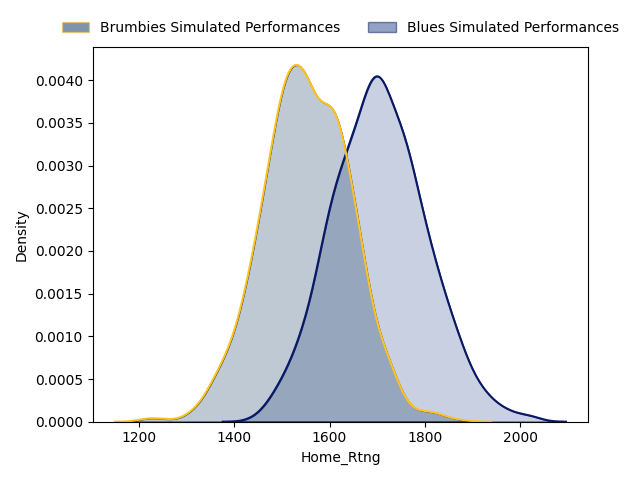 Brumbies Simulated Performances
Blues Simulated Performances
0.0040
0.0035
0.0030
0.0025
0.0020
0.0015
0.0010
0.0005
0.0000
Density
1200 1400 1600 1800 2000
Home_Rtng